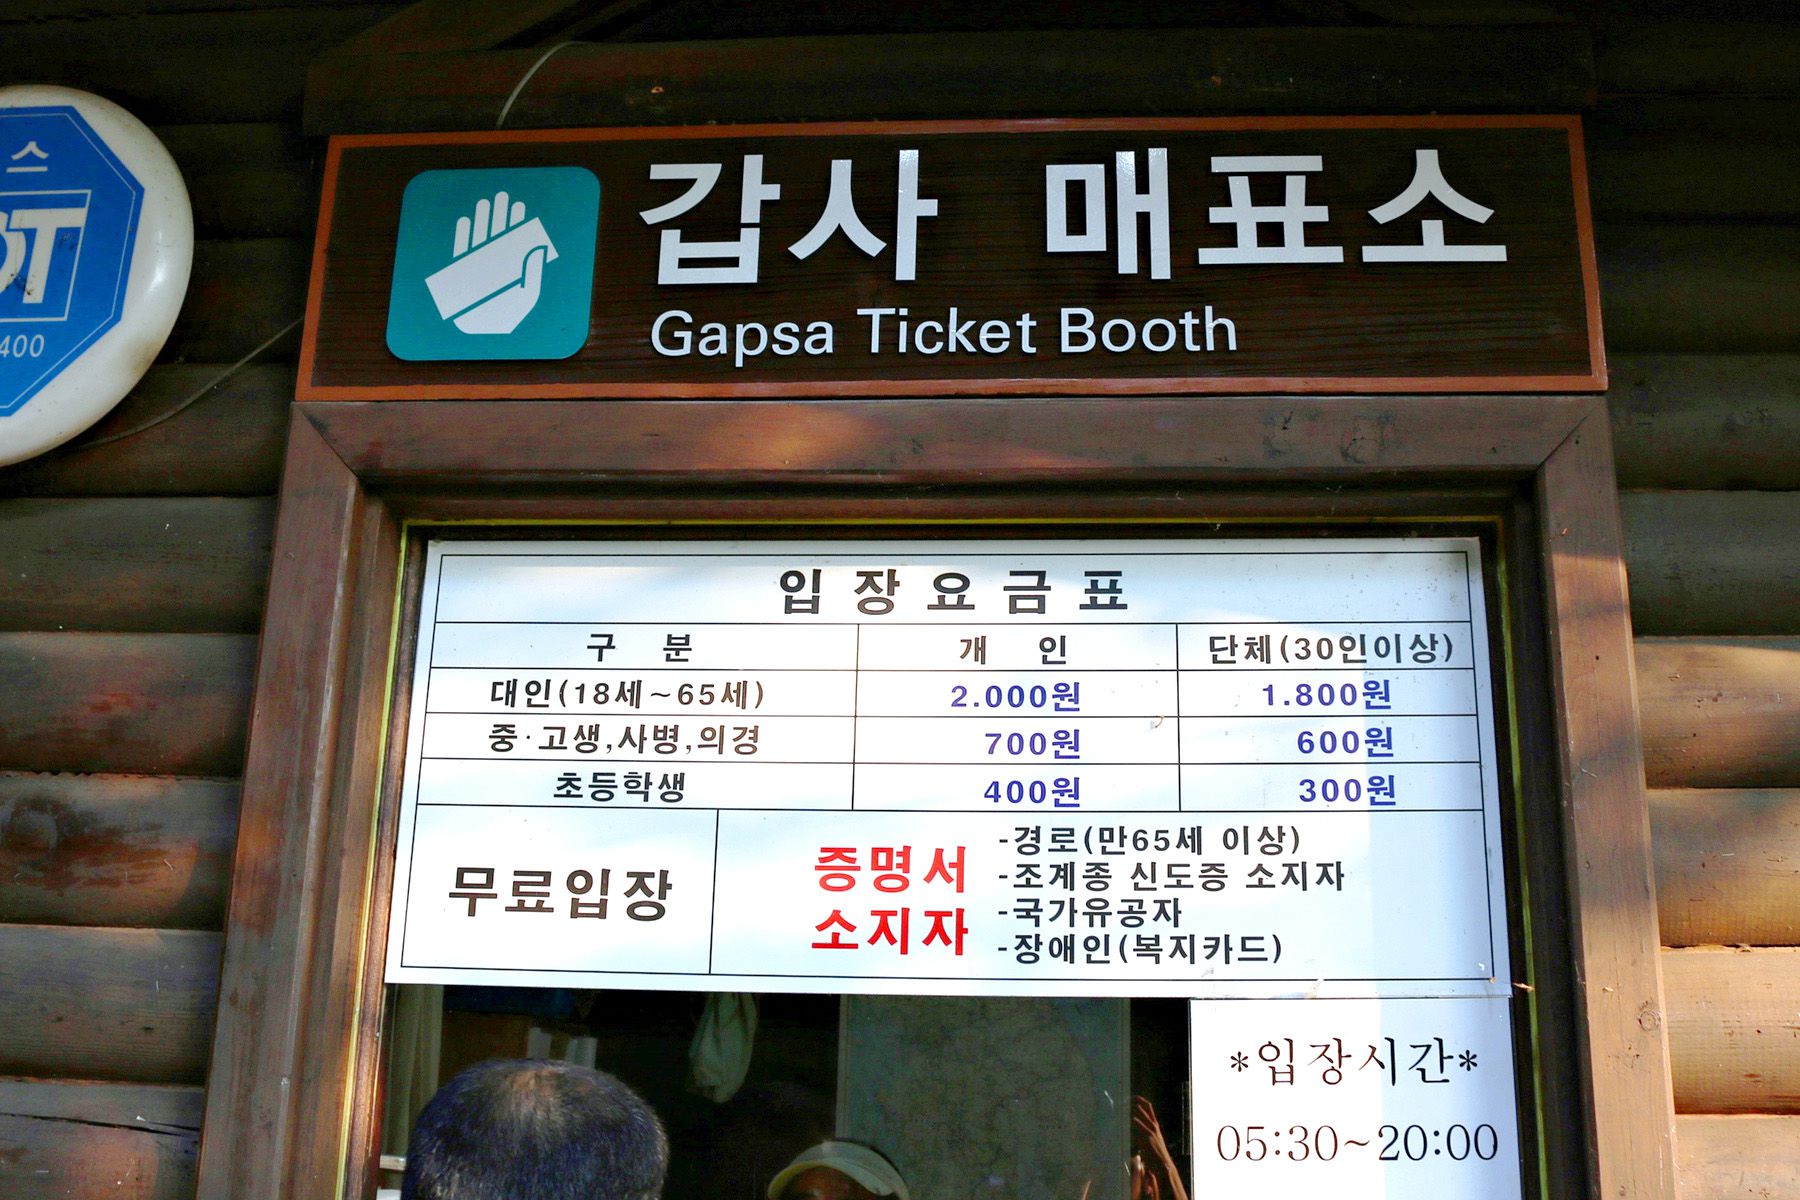 스
400
갑사 매표소
Gapsa Ticket Booth
입장요금표
구 분 개 인 단체(30인이상)
대인(18세~65세) 2.000원 1.800원
중·고생,사병,의경 700원 600원
초등학생 400원 300원
무료입장
증명서
소지자
-경로(만65세 이상)
-조계종 신도증 소지자
-국가유공자
-장애인(복지카드)
*입장시간*
05:30~20:00